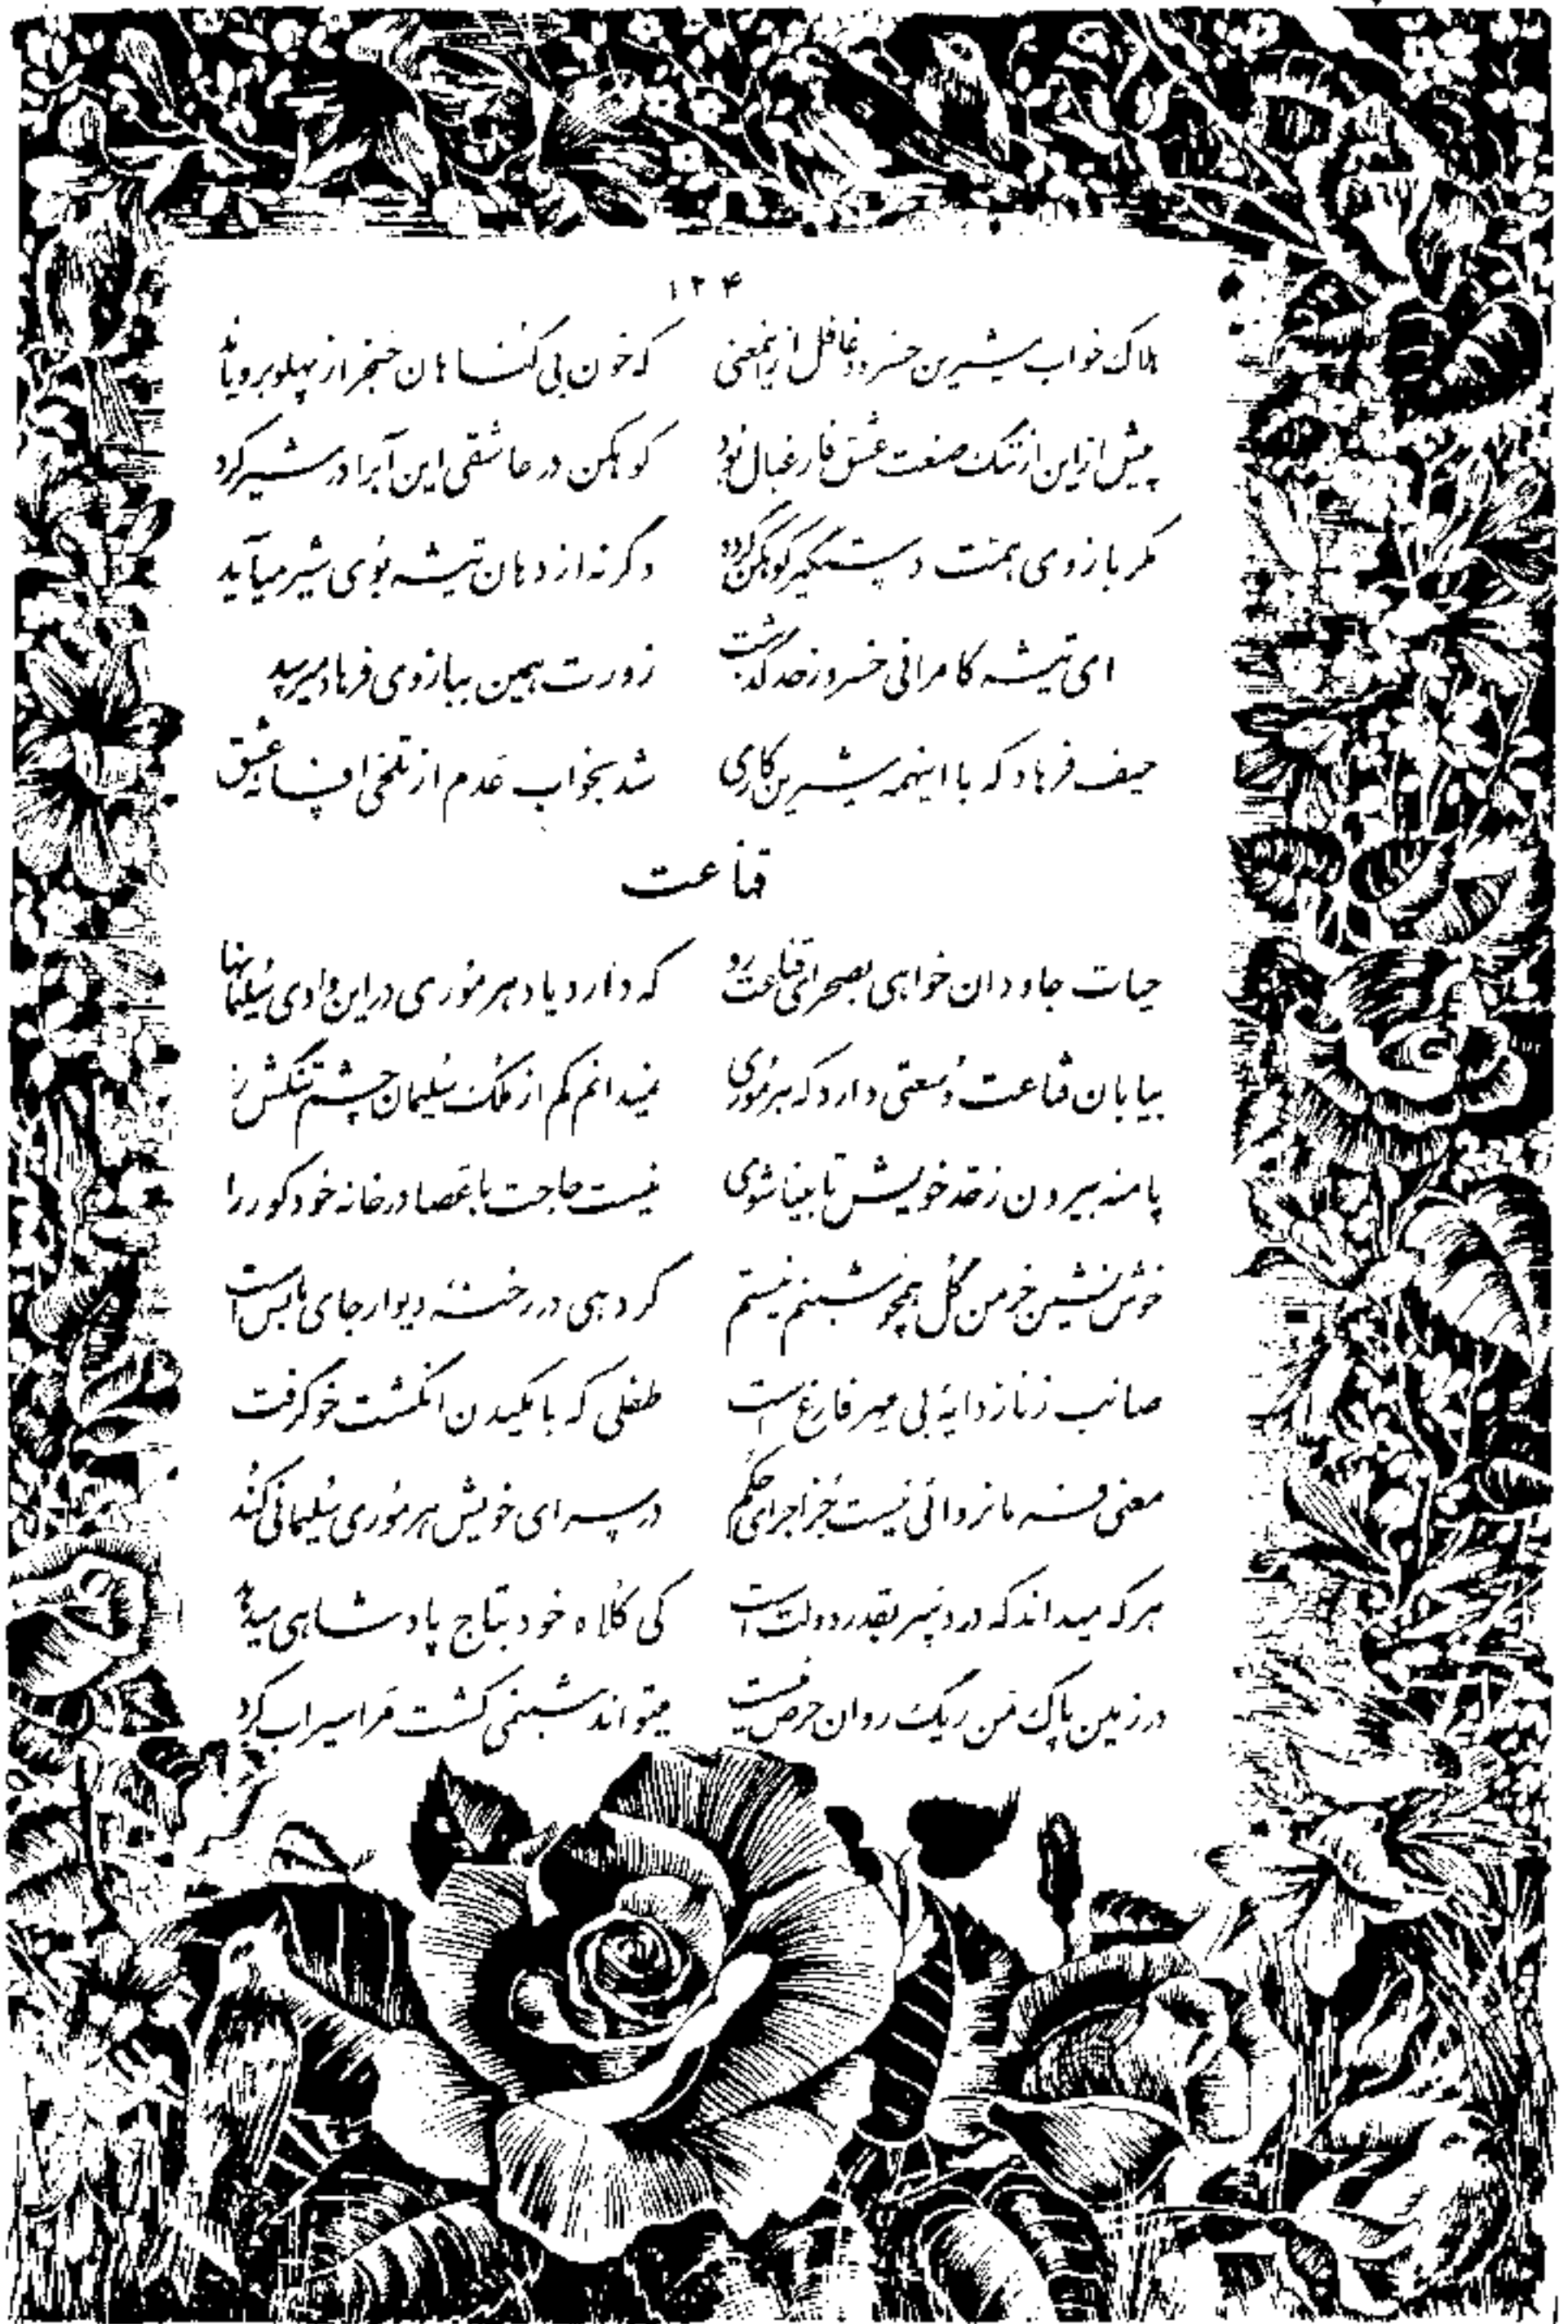 ۱۲۴
هلاک خواب شیرین خسرو و غافل ازینمعنی که خون بی گناهان خنجر از پهلو برویاند
پیش از این از ننگ صنعت عشق فارغبال بود کوهکن در عاشقی این آب را در شیر کرد
مگر بازوی همت دستگیر کوهکن گردد وگرنه از دهان تیشه بوی شیر میآید
ای تیشه کامرانی خسرو ز حد گذشت زورت همین ببازوی فرهاد میرسد
حیف فرهاد که با اینهمه شیرین کاری شد بخواب عدم از تلخی افسانه عشق
قناعت
حیات جاودان خواهی بصحرای قناعت رو که دارد یاد هر موری در این وادی سلیمانها
بیابان قناعت وسعتی دارد که هر موری نمیداند کم از ملک سلیمان چشم تنگش را
پا منه بیرون ز حد خویش تا بینا شوی نیست حاجت با عصا در خانه خود کور را
خوش نشین خرمن گل همچو شبنم نیستم گر دهی در رخنه دیوار جای ما بس است
صائب ز ناز دایه بی مهر فارغ است طفلی که با مکیدن انگشت خو گرفت
معنی فرمانروائی نیست جز اجرای حکم در سرای خویش هر موری سلیمانی کند
هر که میداند که درد سر بقدر دولت است کی کلاه خود بتاج پادشاهی میدهد
در زمین پاک من ریگ روان حرص نیست میتواند شبنمی کشت مرا سیراب کرد